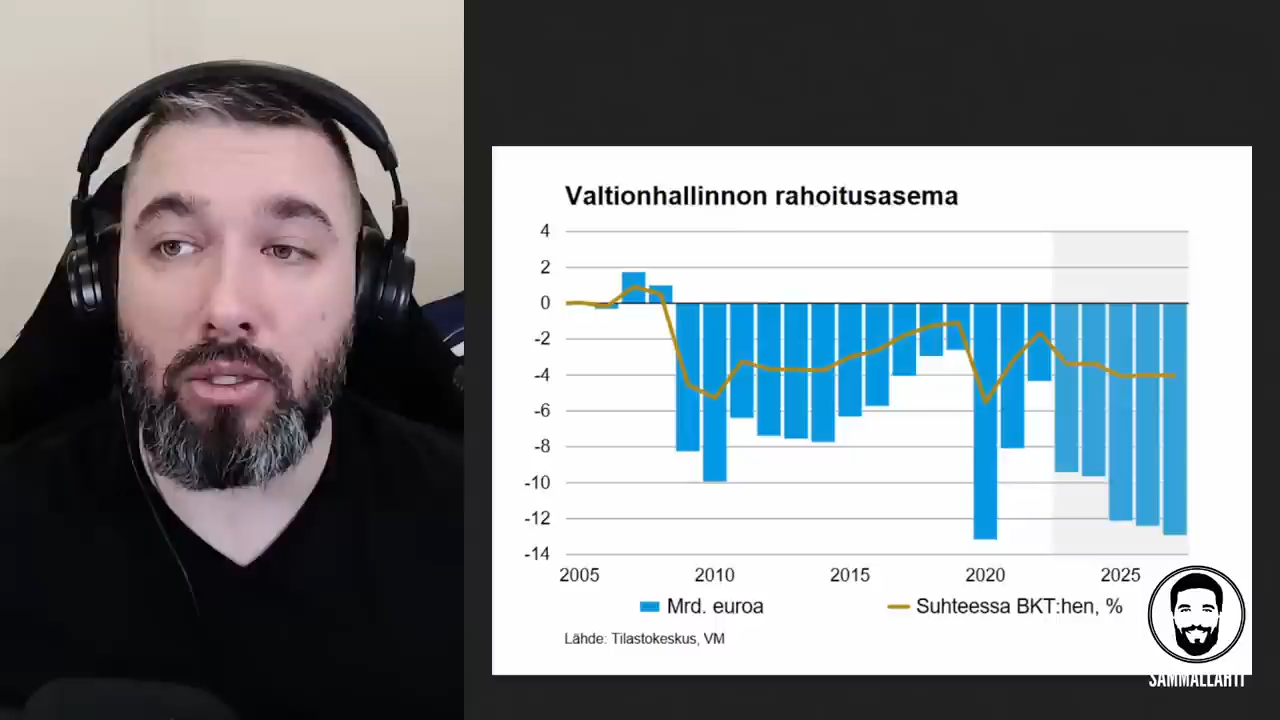 Valtionhallinnon rahoitusasema
4
2
0
-2
-4
-6
-8
-10
-12
-14
2005 2010 2015 2020 2025
Mrd. euroa Suhteessa BKT:hen, %
Lähde: Tilastokeskus, VM
SAMMALLAHTI